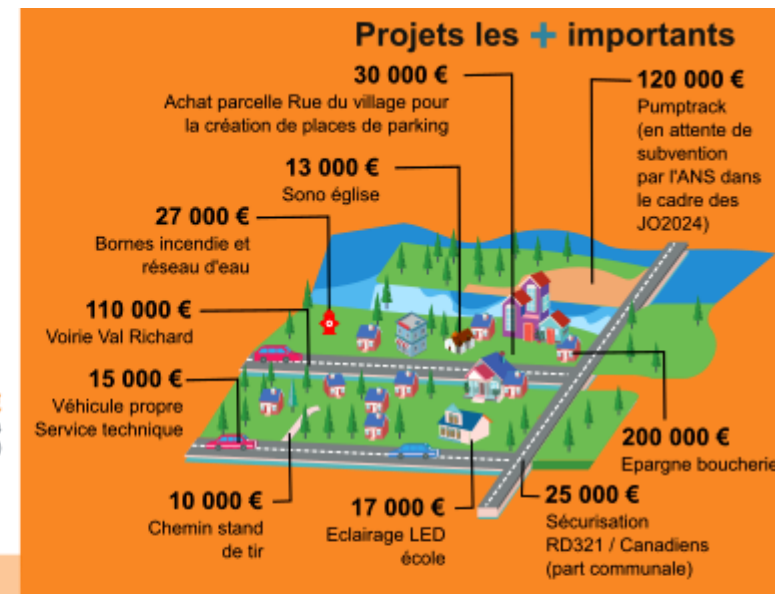 Projets les + importants
30 000 €
Achat parcelle Rue du village pour
la création de places de parking
120 000 €
Pumptrack
(en attente de
subvention
par l'ANS dans
le cadre des
JO2024)
13 000 €
Sono église
27 000 €
Bornes incendie et
réseau d'eau
110 000 €
Voirie Val Richard
15 000 €
Véhicule propre
Service technique
200 000 €
Epargne boucherie
10 000 €
Chemin stand
de tir
17 000 €
Eclairage LED
école
25 000 €
Sécurisation
RD321 / Canadiens
(part communale)